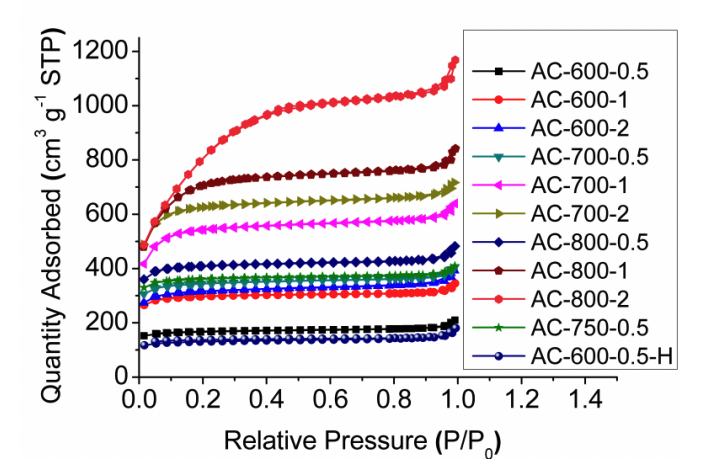 Quantity Adsorbed (cm³ g⁻¹ STP)
1200
1000
800
600
400
200
0
0.0 0.2 0.4 0.6 0.8 1.0 1.2 1.4
Relative Pressure (P/P₀)
AC-600-0.5
AC-600-1
AC-600-2
AC-700-0.5
AC-700-1
AC-700-2
AC-800-0.5
AC-800-1
AC-800-2
AC-750-0.5
AC-600-0.5-H